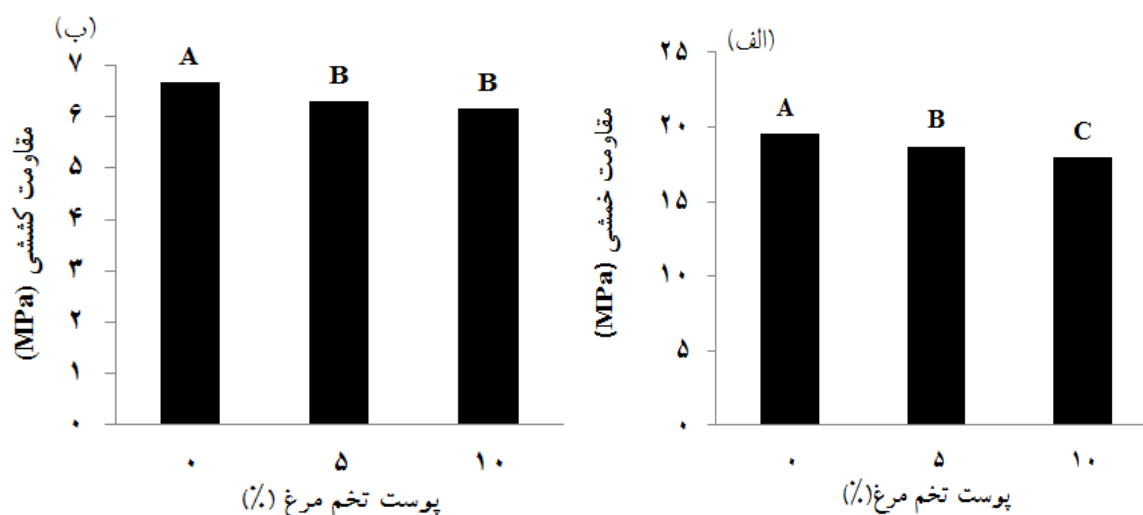 (الف)
مقاومت خمشی (MPa)
۲۵
۲۰
۱۵
۱۰
۵
۰
A
B
C
۰
۵
۱۰
پوست تخم مرغ(٪)
(ب)
مقاومت کششی (MPa)
۷
۶
۵
۴
۳
۲
۱
۰
A
B
B
۰
۵
۱۰
پوست تخم مرغ (٪)